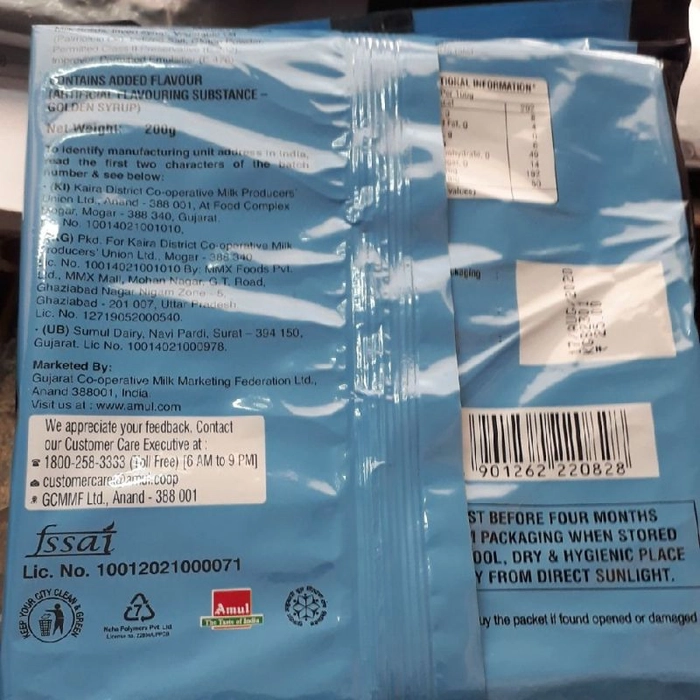 CONTAINS ADDED FLAVOUR
(ARTIFICIAL FLAVOURING SUBSTANCE -
GOLDEN SYRUP)
Net Weight: 200g
To identify manufacturing unit address in India,
read the first two characters of the batch
number & see below:
- (KI) Kaira District Co-operative Milk Producers'
Union Ltd., Anand - 388 001, At Food Complex
Mogar, Mogar - 388 340, Gujarat.
Lic. No. 10014021001010.
(KG) Pkd. For Kaira District Co-operative Milk
Producers' Union Ltd., Mogar - 388 340
Lic. No. 10014021001010 By: MMX Foods Pvt.
Ltd., MMX Mall, Mohan Nagar, G.T. Road,
Ghaziabad Nagar Nigam Zone - 5,
Ghaziabad - 201 007, Uttar Pradesh
Lic. No. 12719052000540.
- (UB) Sumul Dairy, Navi Pardi, Surat - 394 150,
Gujarat. Lic No. 10014021000978.
Marketed By:
Gujarat Co-operative Milk Marketing Federation Ltd.,
Anand 388001, India.
Visit us at : www.amul.com
We appreciate your feedback. Contact
our Customer Care Executive at :
1800-258-3333 (Toll Free) [6 AM to 9 PM]
customercare@amul.coop
GCMMF Ltd., Anand - 388 001
fssai
Lic. No. 10012021000071
KEEP YOUR CITY CLEAN & GREEN
7
Amul
The Taste of India
TIONAL INFORMATION*
kaging
17 AUG/2020
₹ 25.00
901262 220828
ST BEFORE FOUR MONTHS
PACKAGING WHEN STORED
OOL, DRY & HYGIENIC PLACE
Y FROM DIRECT SUNLIGHT.
uy the packet if found opened or damaged